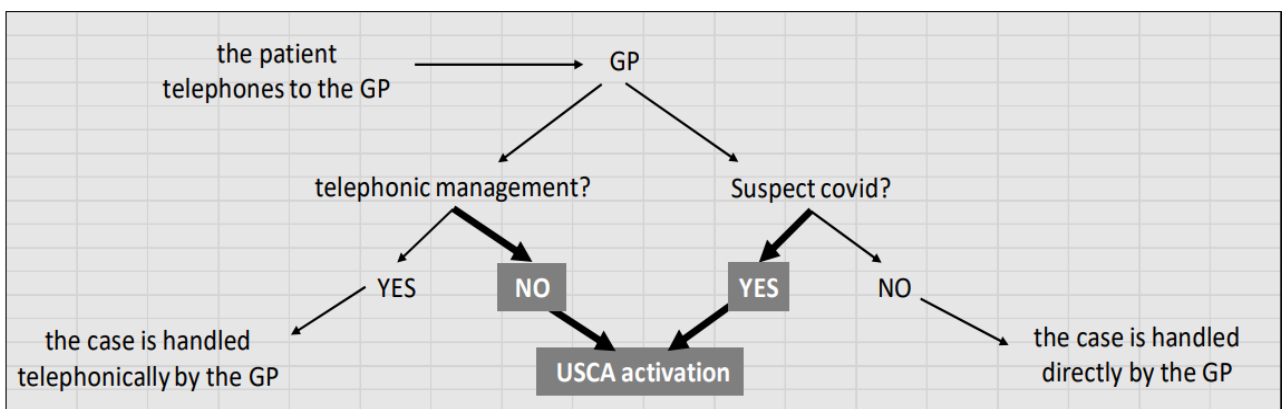 the patient
telephones to the GP
GP
telephonic management?
Suspect covid?
YES
NO
YES
NO
the case is handled
telephonically by the GP
USCA activation
the case is handled
directly by the GP